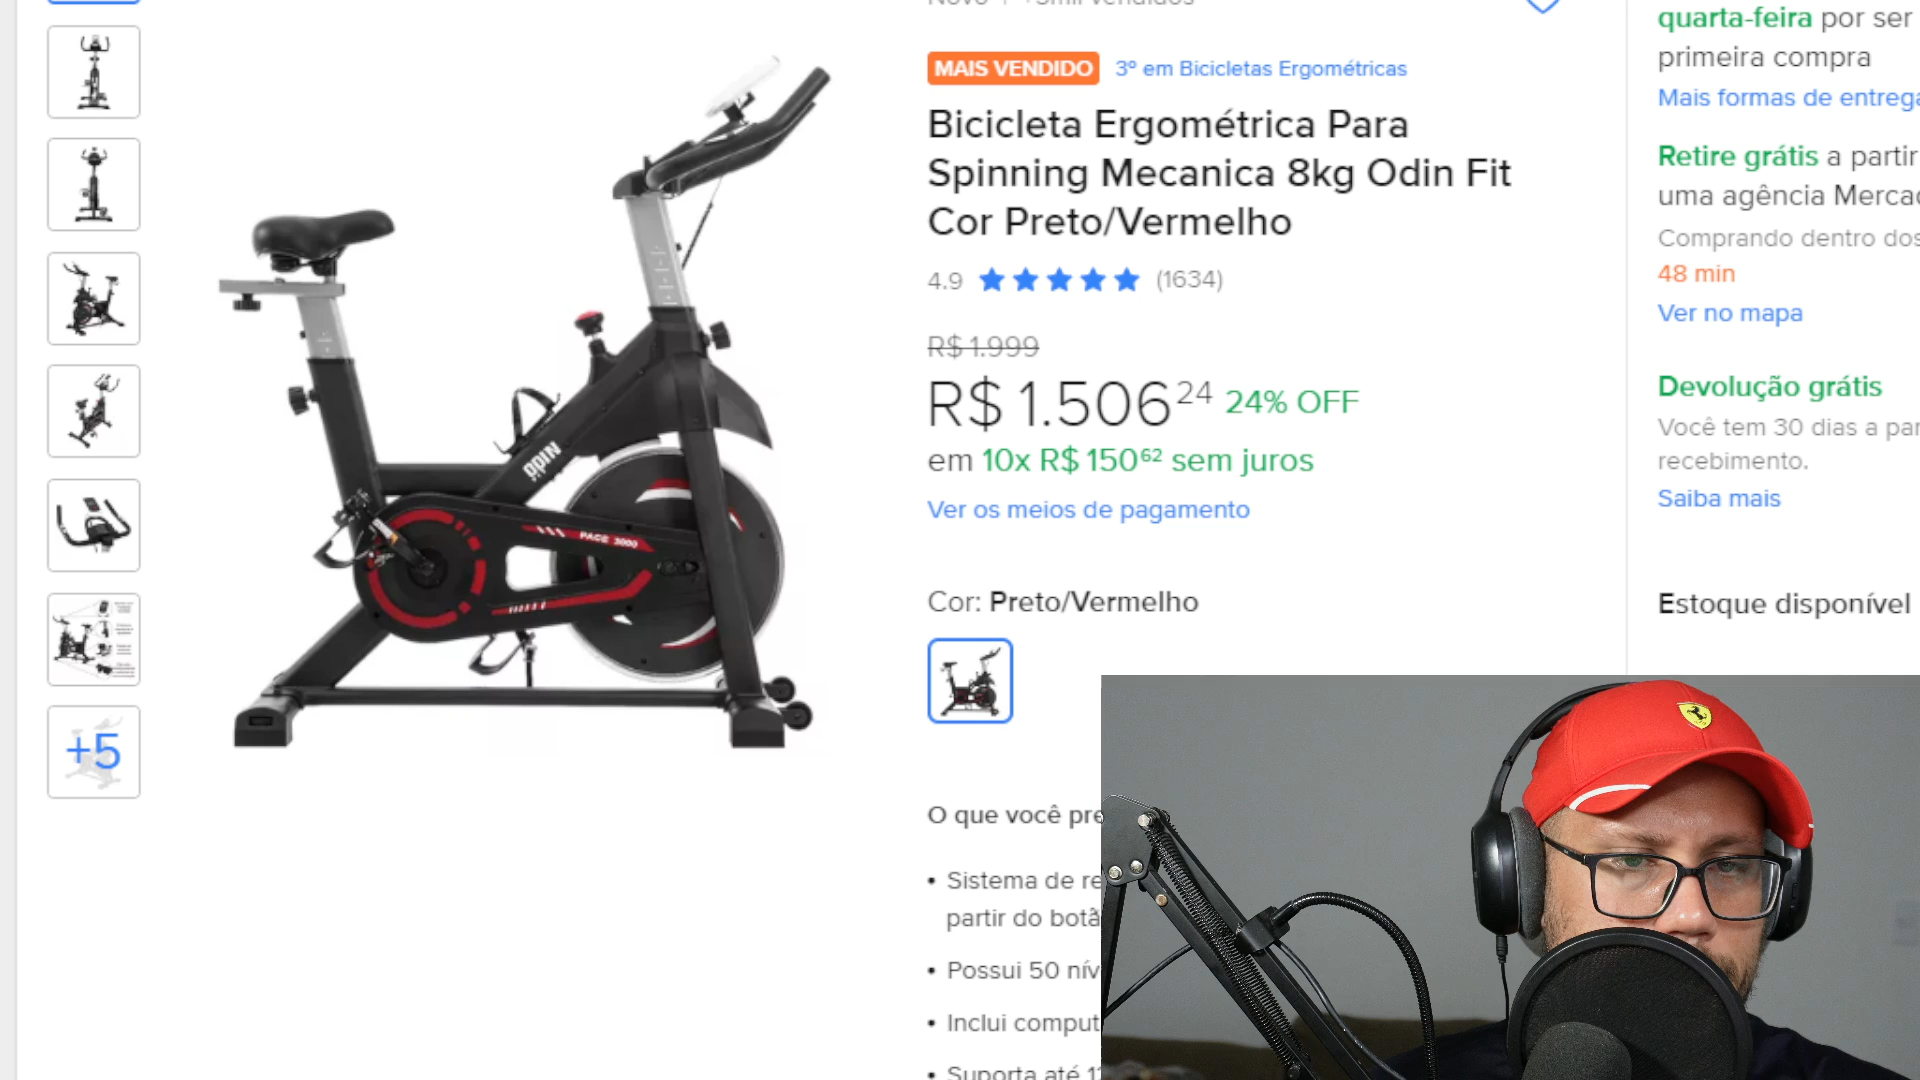 MAIS VENDIDO 3º em Bicicletas Ergométricas
Bicicleta Ergométrica Para
Spinning Mecanica 8kg Odin Fit
Cor Preto/Vermelho
4.9 (1634)
R$ 1.999
R$ 1.506 24 24% OFF
em 10x R$ 150 62 sem juros
Ver os meios de pagamento
Cor: Preto/Vermelho
O que você pre
• Sistema de re
partir do botã
• Possui 50 nív
• Inclui comput
• Suporta até 1
quarta-feira por ser
primeira compra
Mais formas de entrega
Retire grátis a partir
uma agência Mercad
Comprando dentro dos
48 min
Ver no mapa
Devolução grátis
Você tem 30 dias a par
recebimento.
Saiba mais
Estoque disponível
+5
ODIN
PACE 3000